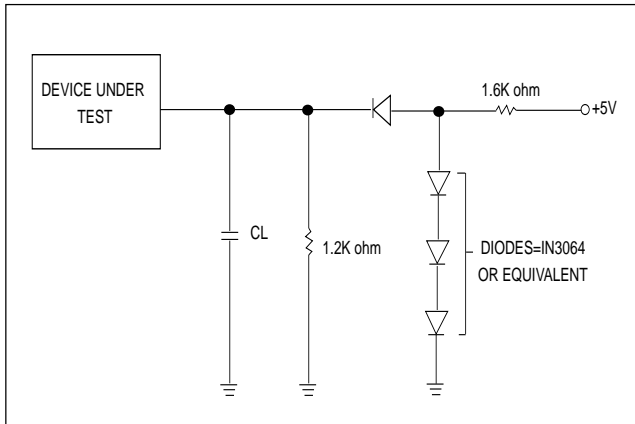 1.6K ohm
DEVICE UNDER
TEST
+5V
CL
1.2K ohm
DIODES=IN3064
OR EQUIVALENT